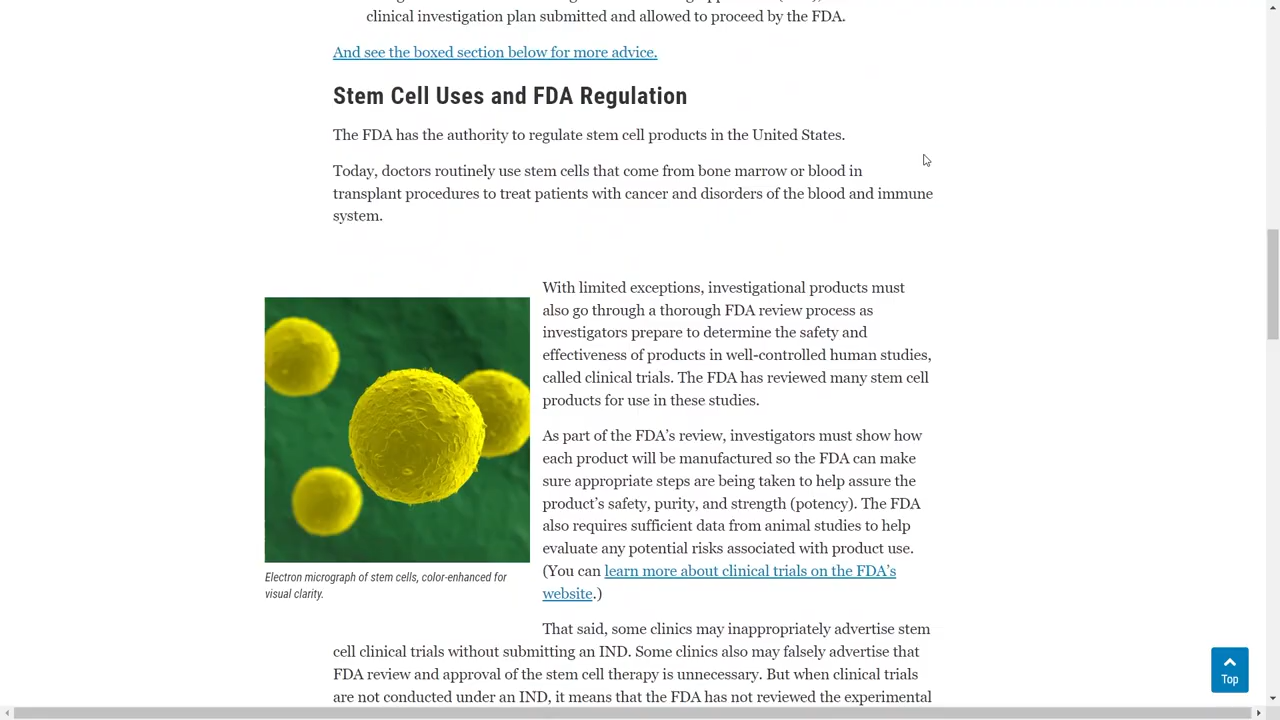 clinical investigation plan submitted and allowed to proceed by the FDA.
And see the boxed section below for more advice.
Stem Cell Uses and FDA Regulation
The FDA has the authority to regulate stem cell products in the United States.
Today, doctors routinely use stem cells that come from bone marrow or blood in
transplant procedures to treat patients with cancer and disorders of the blood and immune
system.
With limited exceptions, investigational products must
also go through a thorough FDA review process as
investigators prepare to determine the safety and
effectiveness of products in well-controlled human studies,
called clinical trials. The FDA has reviewed many stem cell
products for use in these studies.
As part of the FDA's review, investigators must show how
each product will be manufactured so the FDA can make
sure appropriate steps are being taken to help assure the
product's safety, purity, and strength (potency). The FDA
also requires sufficient data from animal studies to help
evaluate any potential risks associated with product use.
(You can learn more about clinical trials on the FDA's
website.)
Electron micrograph of stem cells, color-enhanced for
visual clarity.
That said, some clinics may inappropriately advertise stem
cell clinical trials without submitting an IND. Some clinics also may falsely advertise that
FDA review and approval of the stem cell therapy is unnecessary. But when clinical trials
are not conducted under an IND, it means that the FDA has not reviewed the experimental
Top